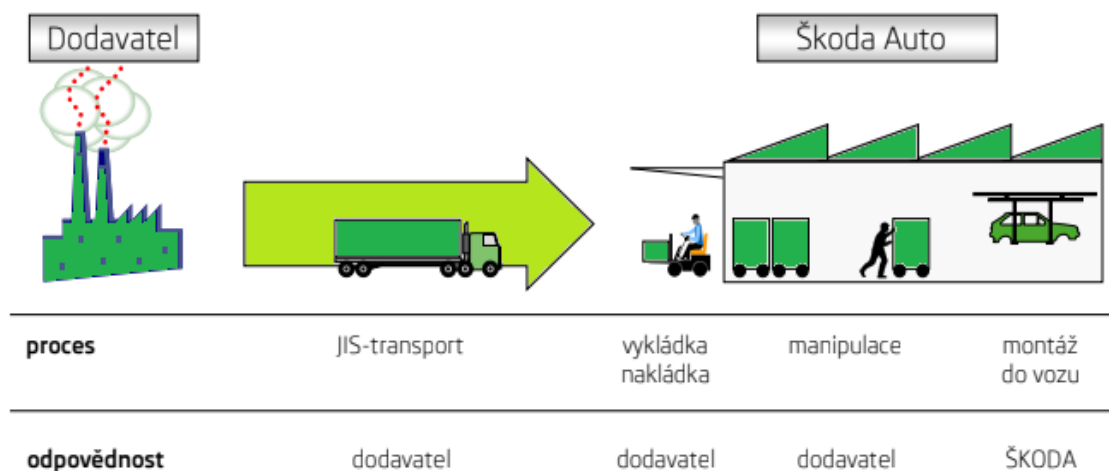 Dodavatel
Škoda Auto
proces
JIS-transport
vykládka
nakládka
manipulace
montáž
do vozu
odpovědnost
dodavatel
dodavatel
dodavatel
ŠKODA